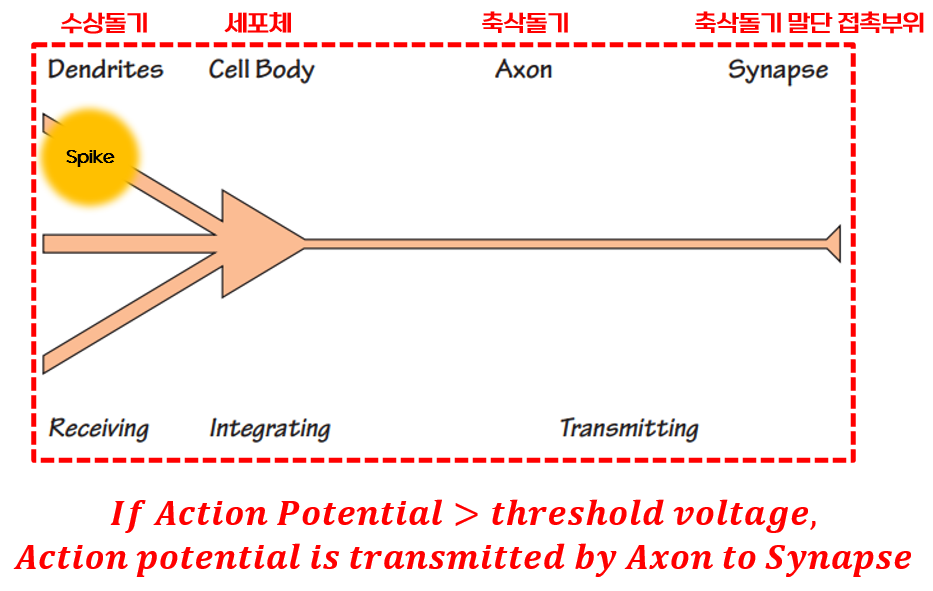 수상돌기 세포체 축삭돌기 축삭돌기 말단 접촉부위
Dendrites Cell Body Axon Synapse
Spike
Receiving Integrating Transmitting
If Action Potential > threshold voltage,
Action potential is transmitted by Axon to Synapse